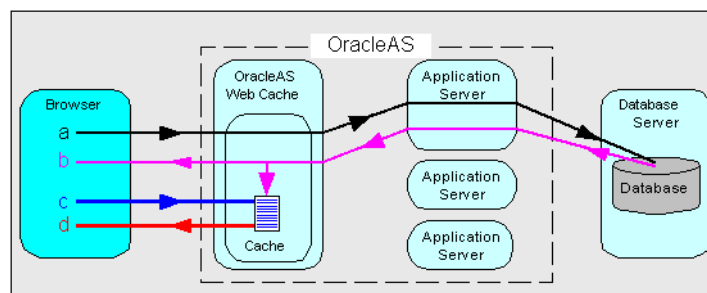 OracleAS
OracleAS
Web Cache
Application
Server
Browser
Database
Server
a
b
Application
Server
Database
c
d
Cache
Application
Server